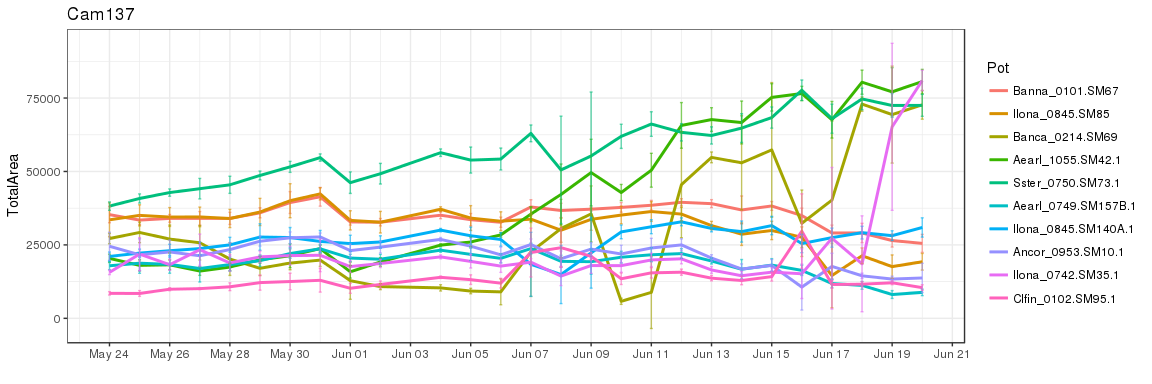 Cam137
TotalArea
75000
50000
25000
0
May 24 May 26 May 28 May 30 Jun 01 Jun 03 Jun 05 Jun 07 Jun 09 Jun 11 Jun 13 Jun 15 Jun 17 Jun 19 Jun 21
Pot
Banna_0101.SM67
Ilona_0845.SM85
Banca_0214.SM69
Aearl_1055.SM42.1
Sster_0750.SM73.1
Aearl_0749.SM157B.1
Ilona_0845.SM140A.1
Ancor_0953.SM10.1
Ilona_0742.SM35.1
Clfin_0102.SM95.1